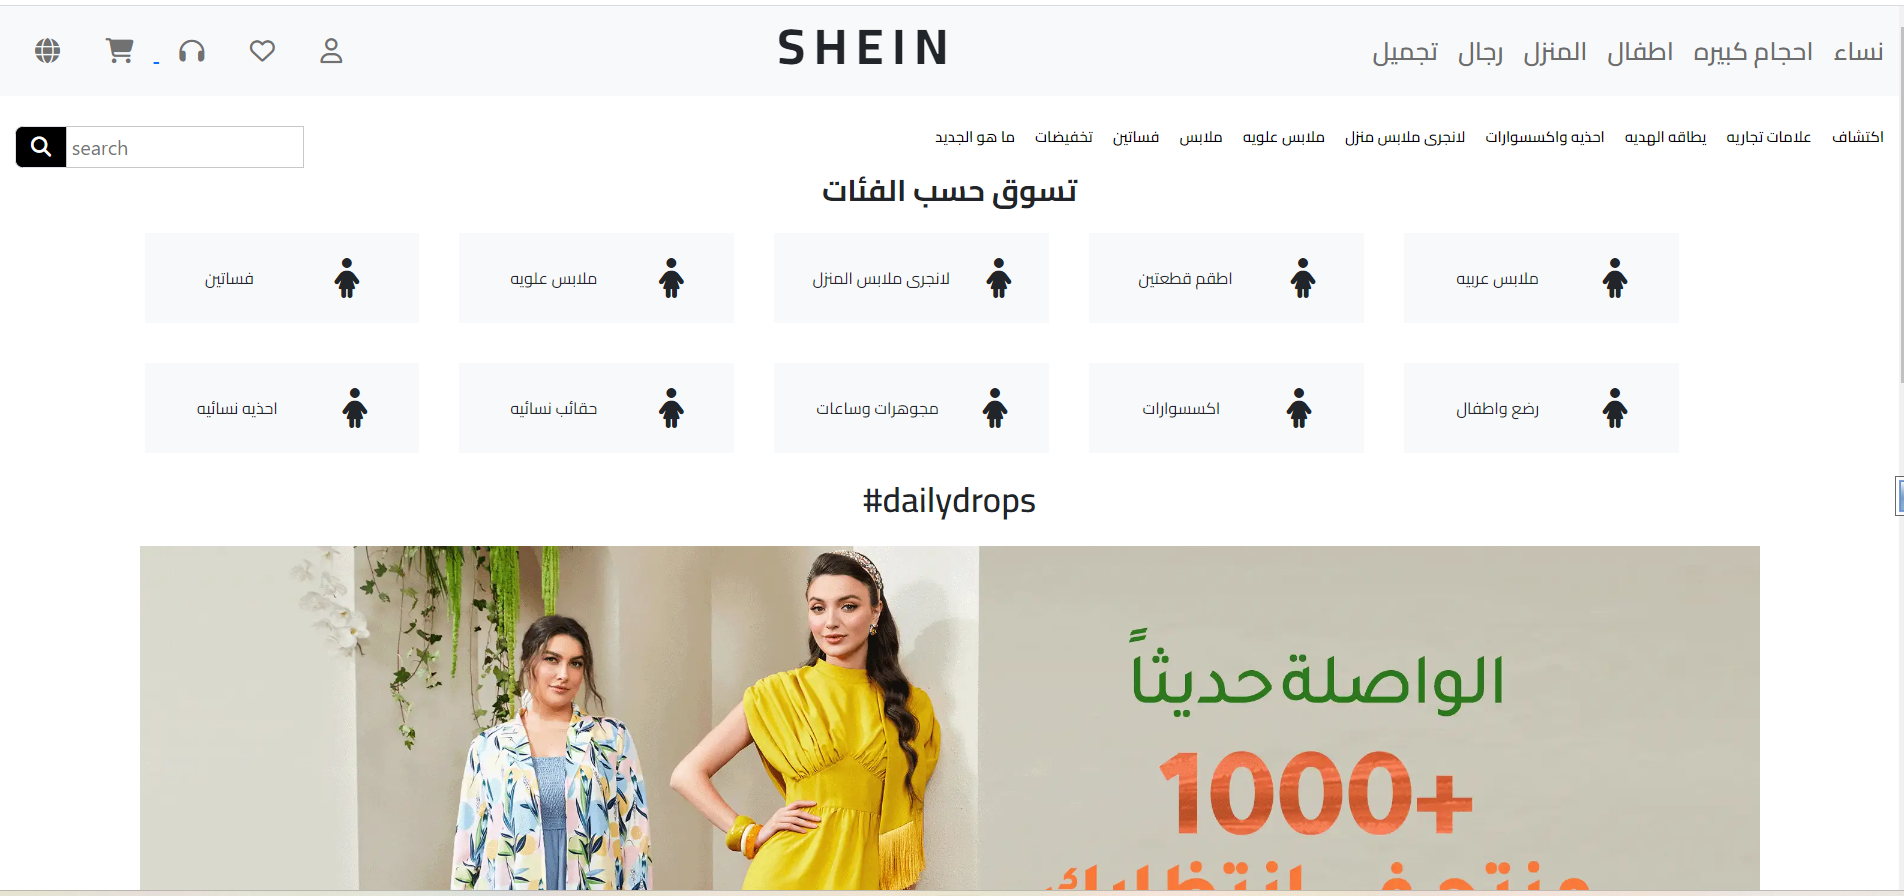 نساء احجام كبيره اطفال المنزل رجال تجميل
SHEIN
اكتشاف علامات تجاريه يطاقه الهديه احذيه واكسسوارات لانجرى ملابس منزل ملابس علويه ملابس فساتين تخفيضات ما هو الجديد
search
تسوق حسب الفئات
ملابس عربيه
اطقم قطعتين
لانجرى ملابس المنزل
ملابس علويه
فساتين
رضع واطفال
اكسسوارات
مجوهرات وساعات
حقائب نسائيه
احذيه نسائيه
#dailydrops
الواصلة حديثاً
1000+